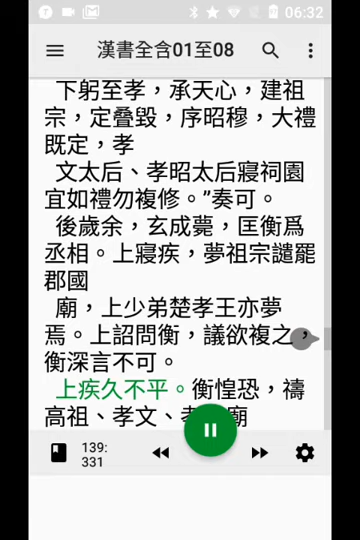 06:32
漢書全含01至08
下躬至孝，承天心，建祖
宗，定叠毀，序昭穆，大禮
既定，孝
文太后、孝昭太后寢祠園
宜如禮勿複修。”奏可。
後歲余，玄成薨，匡衡爲
丞相。上寢疾，夢祖宗譴罷
郡國
廟，上少弟楚孝王亦夢
焉。上詔問衡，議欲複之，
衡深言不可。
上疾久不平。衡惶恐，禱
高祖、孝文、孝 廟
139:
331